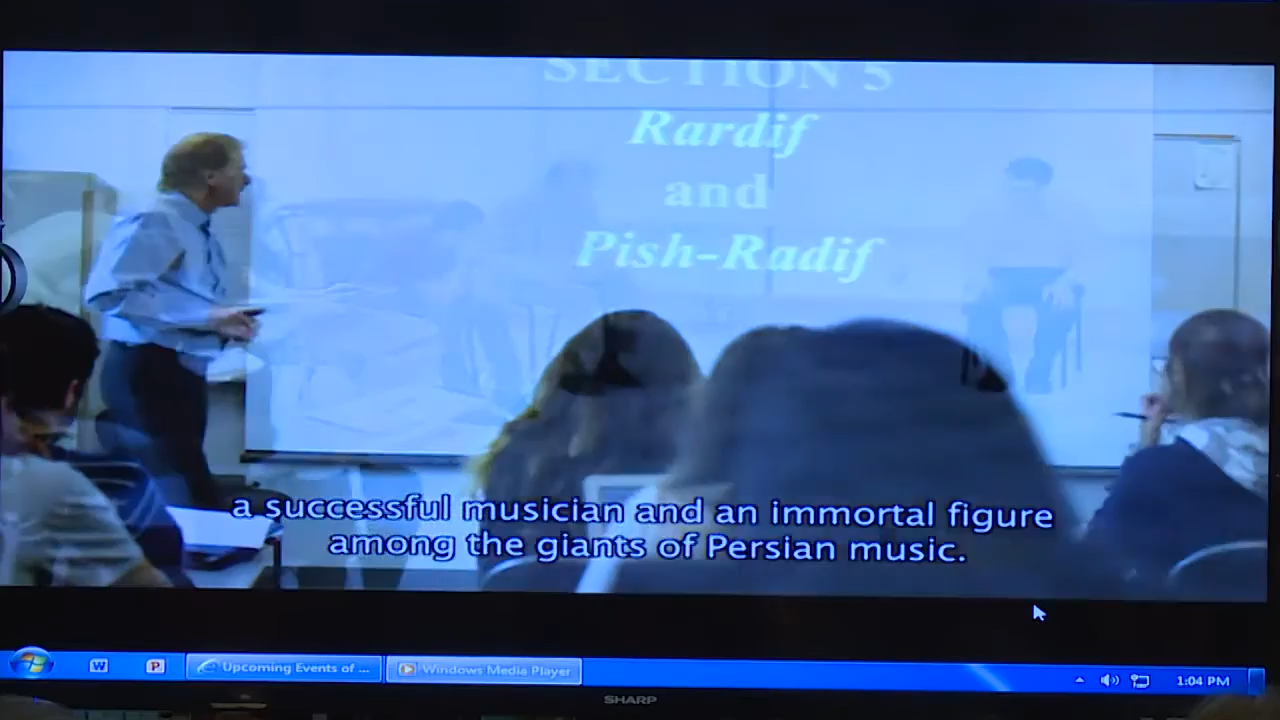 SECTION 5
Rardif
and
Pish-Radif
a successful musician and an immortal figure
among the giants of Persian music.
W
P
Upcoming Events of ...
Windows Media Player
1:04 PM
SHARP